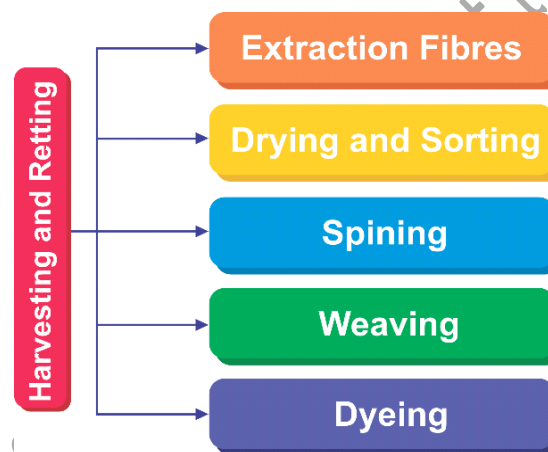 Harvesting and Retting
Extraction Fibres
Drying and Sorting
Spining
Weaving
Dyeing